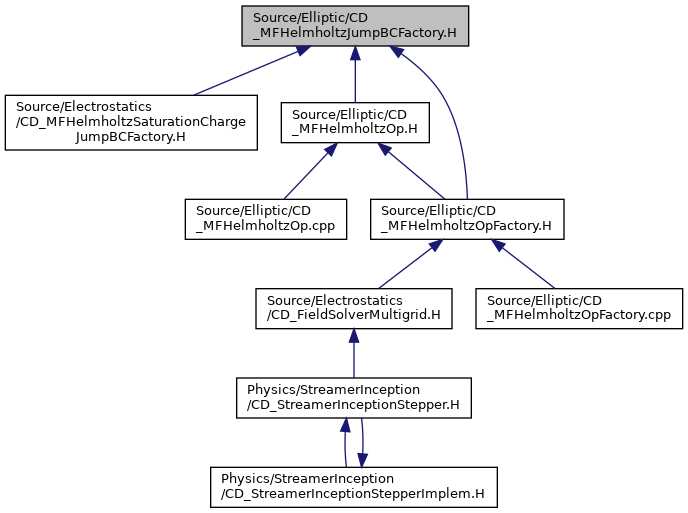 Source/Elliptic/CD
_MFHelmholtzJumpBCFactory.H
Source/Electrostatics
/CD_MFHelmholtzSaturationCharge
JumpBCFactory.H
Source/Elliptic/CD
_MFHelmholtzOp.H
Source/Elliptic/CD
_MFHelmholtzOp.cpp
Source/Elliptic/CD
_MFHelmholtzOpFactory.H
Source/Electrostatics
/CD_FieldSolverMultigrid.H
Source/Elliptic/CD
_MFHelmholtzOpFactory.cpp
Physics/StreamerInception
/CD_StreamerInceptionStepper.H
Physics/StreamerInception
/CD_StreamerInceptionStepperImplem.H